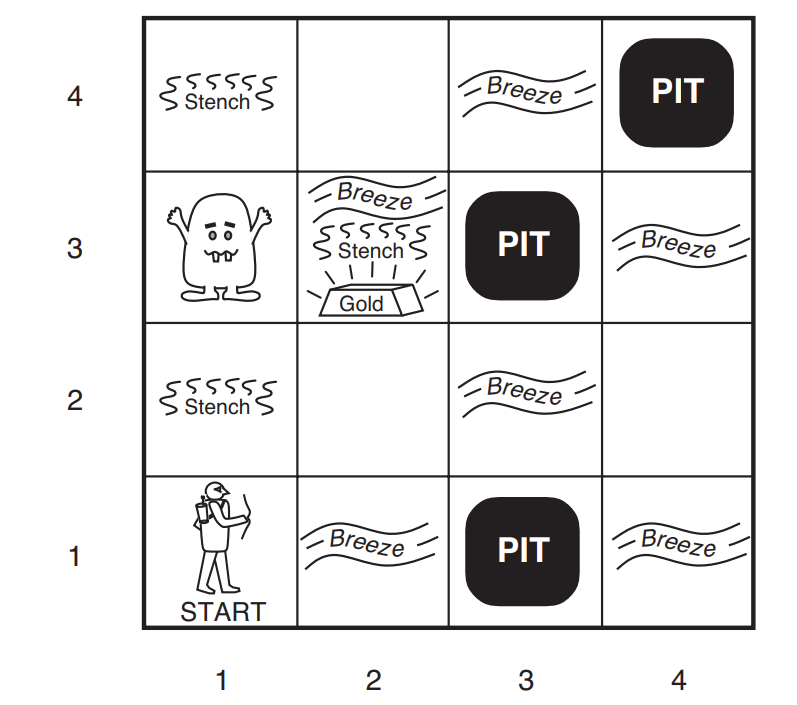 4
Stench
Breeze
PIT
3
Breeze
Stench
Gold
PIT
Breeze
2
Stench
Breeze
1
START
Breeze
PIT
Breeze
1 2 3 4